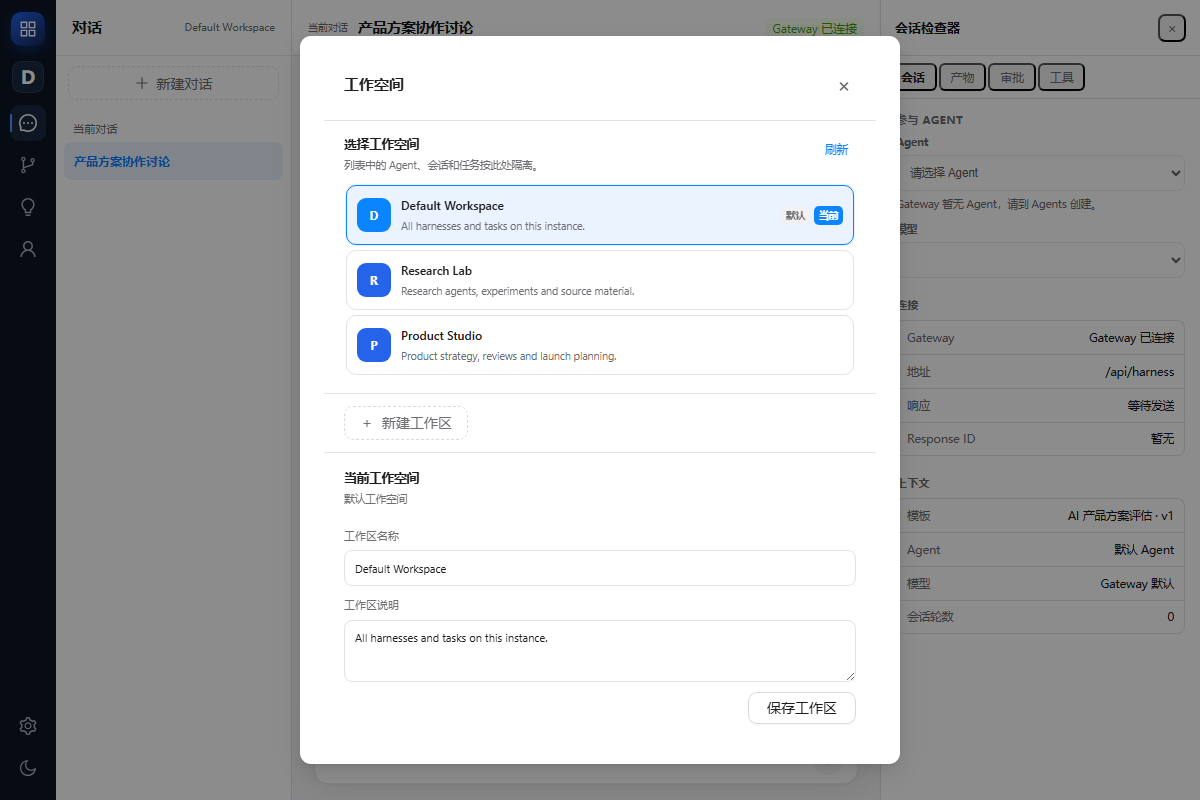 D
对话
Default Workspace
新建对话
当前对话
产品方案协作讨论
当前对话 产品方案协作讨论
Gateway 已连接
工作空间
选择工作空间
刷新
列表中的 Agent、会话和任务按此处隔离。
D
Default Workspace
All harnesses and tasks on this instance.
默认
当前
R
Research Lab
Research agents, experiments and source material.
P
Product Studio
Product strategy, reviews and launch planning.
+ 新建工作区
当前工作空间
默认工作空间
工作区名称
Default Workspace
工作区说明
All harnesses and tasks on this instance.
保存工作区
会话检查器
会话
产物
审批
工具
参与 AGENT
Agent
请选择 Agent
Gateway 暂无 Agent，请到 Agents 创建。
模型
连接
Gateway
Gateway 已连接
地址
/api/harness
响应
等待发送
Response ID
暂无
上下文
模板
AI 产品方案评估 · v1
Agent
默认 Agent
模型
Gateway 默认
会话轮数
0